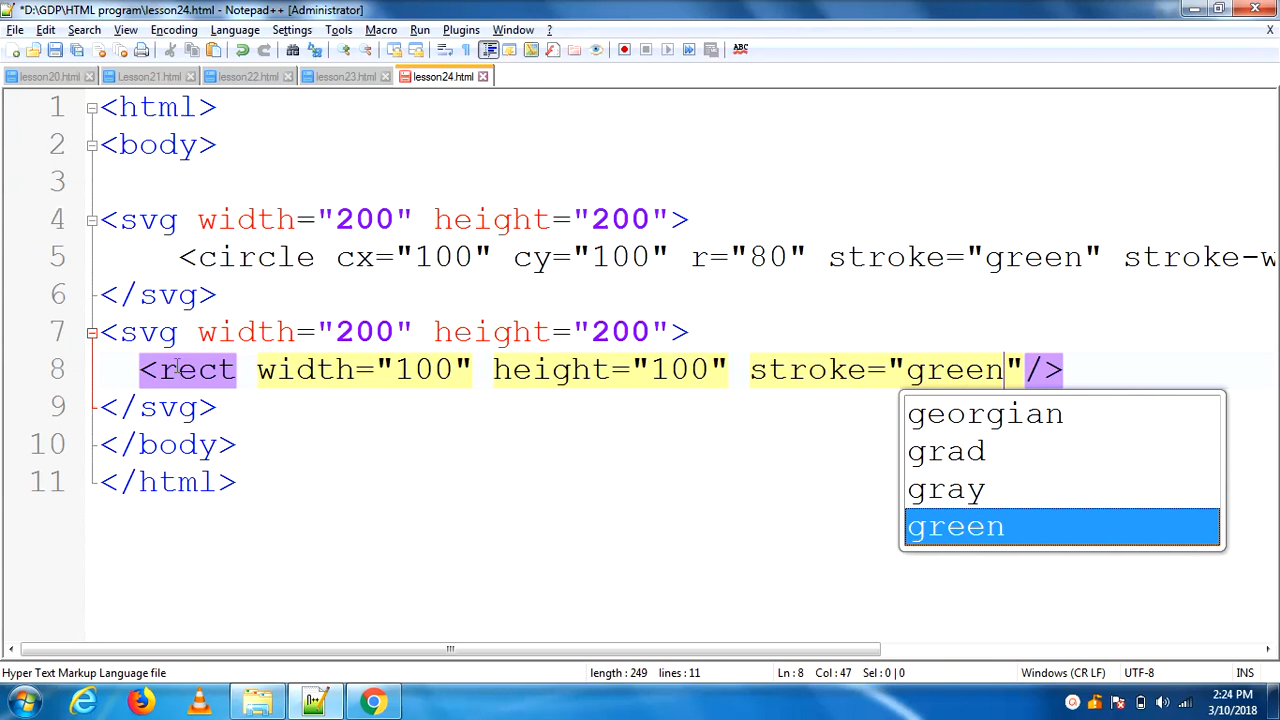 *D:\GDP\HTML program\lesson24.html - Notepad++ [Administrator]
File Edit Search View Encoding Language Settings Tools Macro Run Plugins Window ? X
ABC
lesson20.html Lesson21.html lesson22.html lesson23.html lesson24.html
1 <html>
2 <body>
3
4 <svg width="200" height="200">
5 <circle cx="100" cy="100" r="80" stroke="green" stroke-w
6 </svg>
7 <svg width="200" height="200">
8 <rect width="100" height="100" stroke="green"/>
9 </svg>
georgian
10 </body>
grad
11 </html>
gray
green
Hyper Text Markup Language file length : 249 lines : 11 Ln : 8 Col : 47 Sel : 0 | 0 Windows (CR LF) UTF-8 INS
2:24 PM
3/10/2018